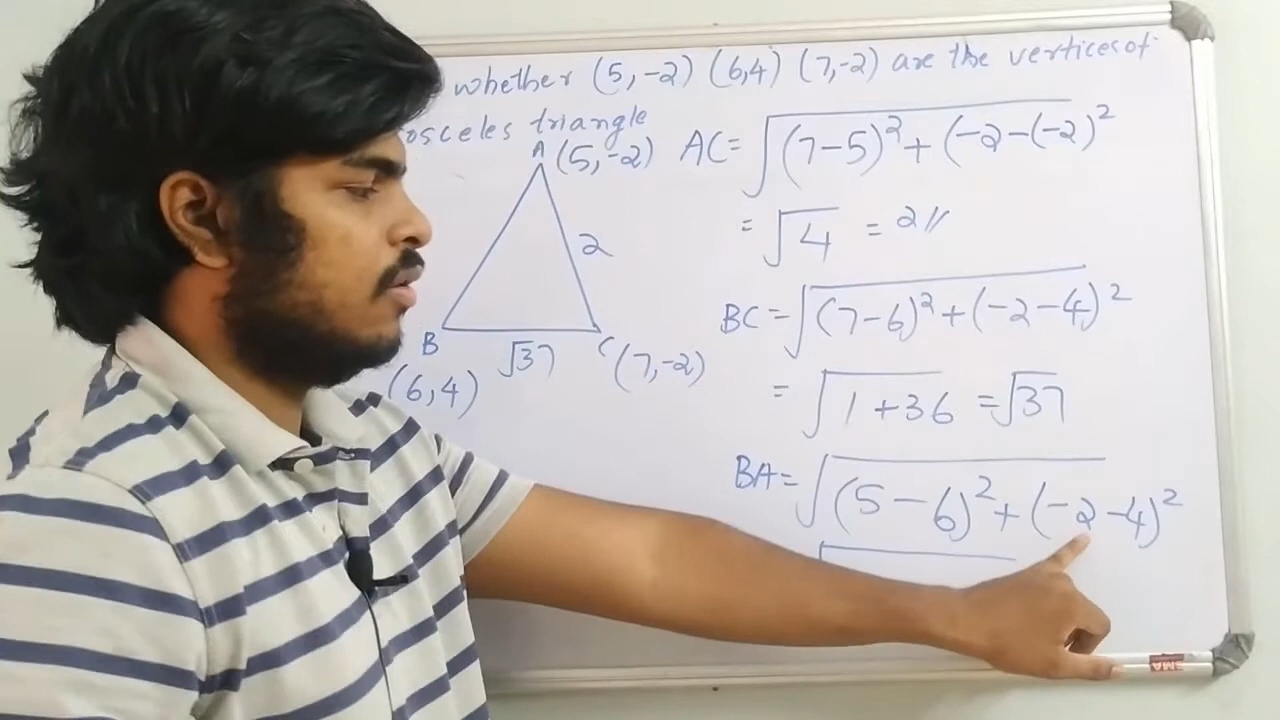 whether (5,-2) (6,4) (7,-2) are the vertices of
osceles triangle
A (5,-2)
AC = √(7-5)² + (-2-(-2)²
= √4 = 2 //
2
BC = √(7-6)² + (-2-4)²
B
√37
C (7,-2)
(6,4)
= √1+36 = √37
BA = √(5-6)² + (-2-4)²